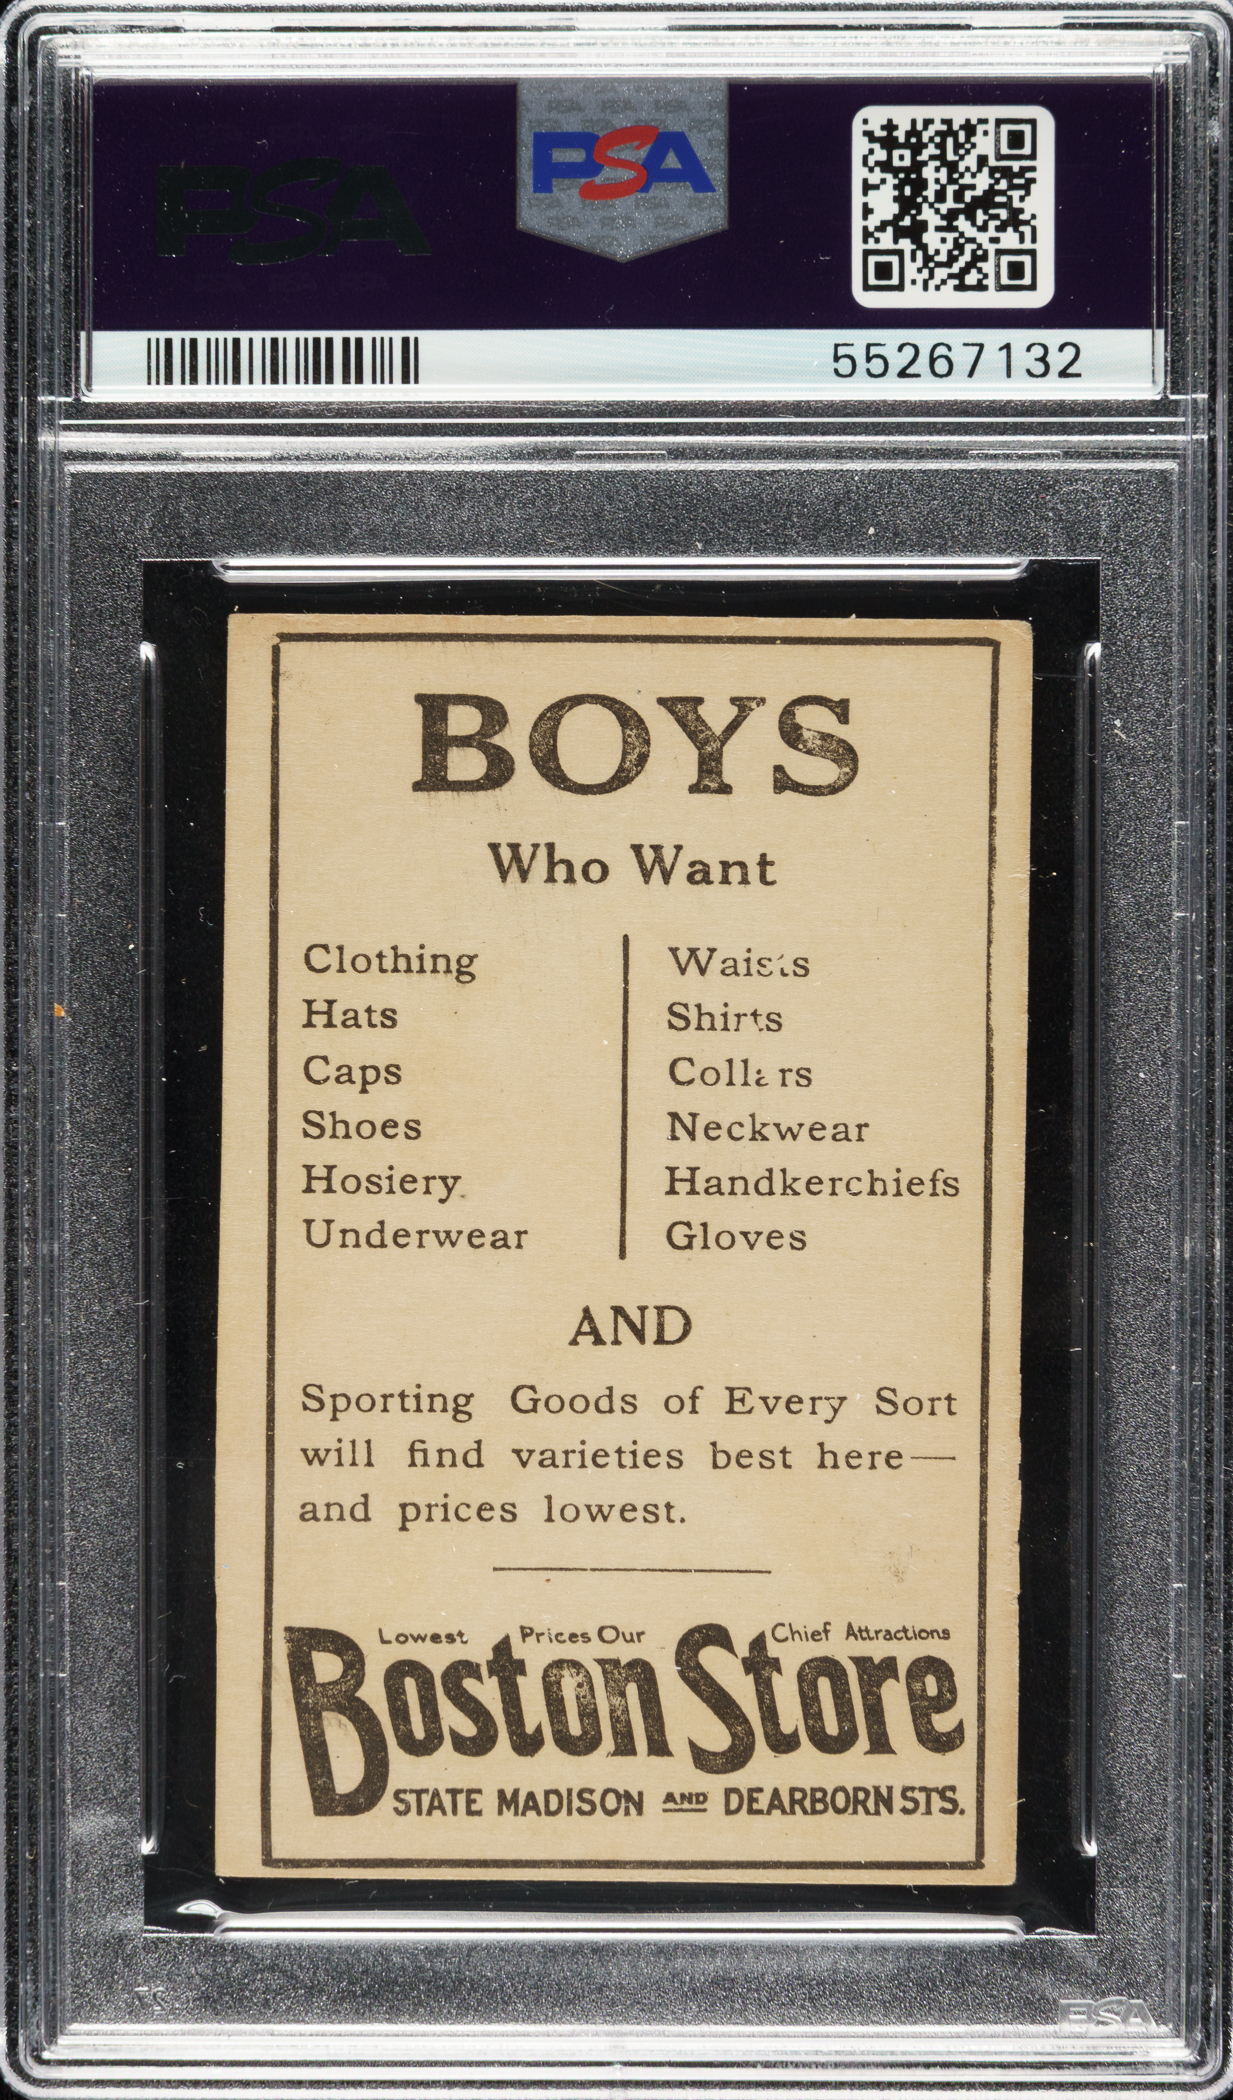 PSA
PSA
55267132
BOYS
Who Want
Clothing
Hats
Caps
Shoes
Hosiery
Underwear
Waists
Shirts
Collars
Neckwear
Handkerchiefs
Gloves
AND
Sporting Goods of Every Sort
will find varieties best here—
and prices lowest.
Lowest Prices Our Chief Attractions
Boston Store
STATE MADISON AND DEARBORN STS.
PSA